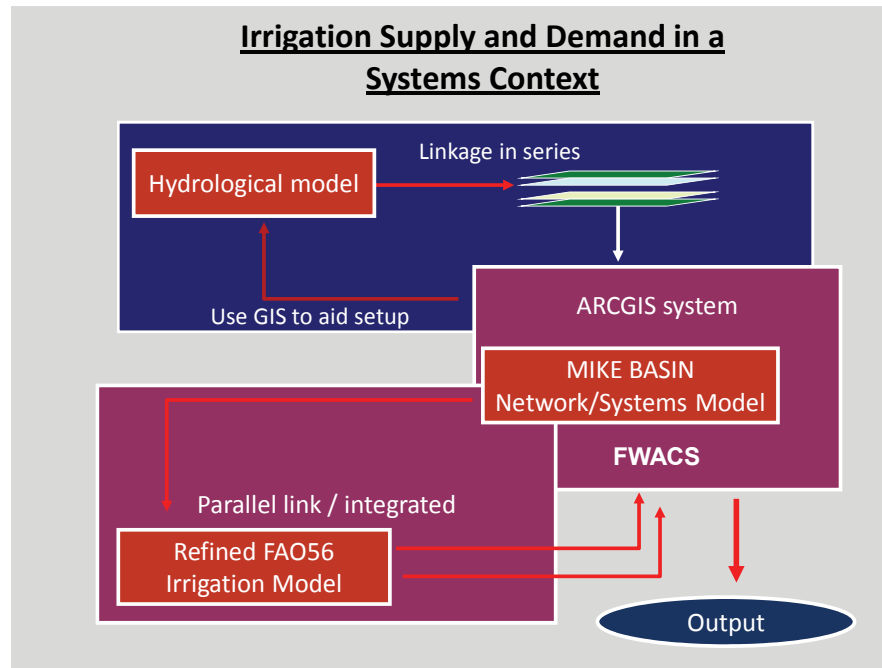 Irrigation Supply and Demand in a
Systems Context
Linkage in series
Hydrological model
Use GIS to aid setup
ARCGIS system
MIKE BASIN
Network/Systems Model
FWACS
Parallel link / integrated
Refined FAO56
Irrigation Model
Output